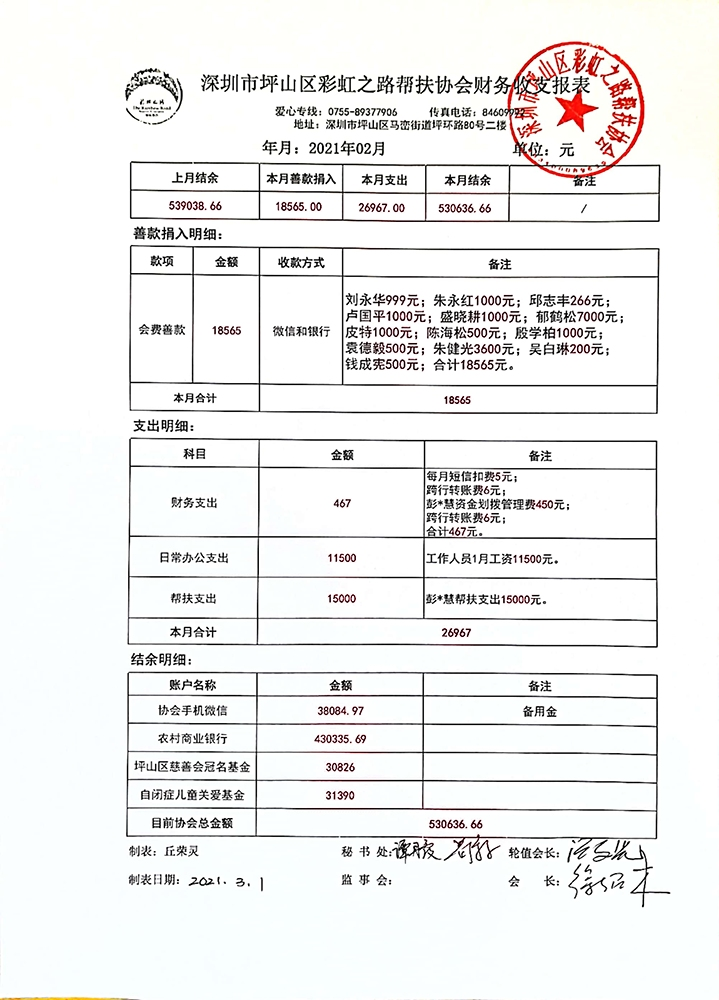 深圳市坪山区彩虹之路帮扶协会财务收支报表
爱心专线：0755-89377906 传真电话：8460992
地址：深圳市坪山区马峦街道坪环路80号二楼
年月：2021年02月 单位：元
深圳市坪山区彩虹之路帮扶协会
上月结余 本月善款捐入 本月支出 本月结余 备注
539038.66 18565.00 26967.00 530636.66 /
善款捐入明细：
款项 金额 收款方式 备注
会费善款 18565 微信和银行
刘永华999元；朱永红1000元；邱志丰266元；
卢国平1000元；盛晓耕1000元；郁鹤松7000元；
皮特1000元；陈海松500元；殷学柏1000元；
袁德毅500元；朱健光3600元；吴白琳200元；
钱成宪500元；合计18565元。
本月合计 18565
支出明细：
科目 金额 备注
财务支出 467
每月短信扣费5元；
跨行转账费6元；
彭*慧资金划拨管理费450元；
跨行转账费6元；
合计467元。
日常办公支出 11500 工作人员1月工资11500元。
帮扶支出 15000 彭*慧帮扶支出15000元。
本月合计 26967
结余明细：
账户名称 金额 备注
协会手机微信 38084.97 备用金
农村商业银行 430335.69
坪山区慈善会冠名基金 30826
自闭症儿童关爱基金 31390
目前协会总金额 530636.66
制表：丘荣灵 秘书处： 轮值会长：
制表日期：2021.3.1 监事会： 会长：